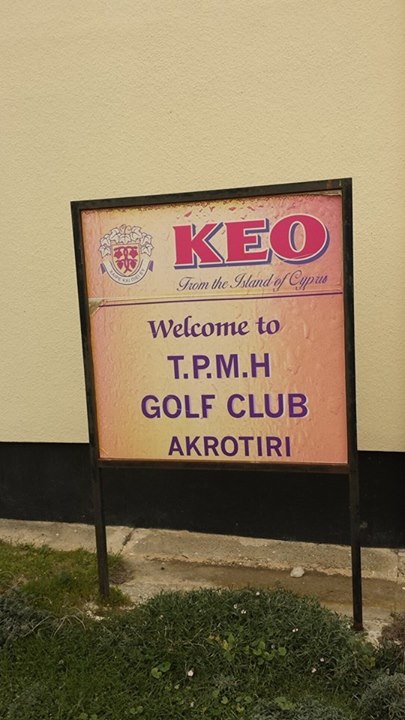 KEO
From the Island of Cyprus
Welcome to
T.P.M.H
GOLF CLUB
AKROTIRI